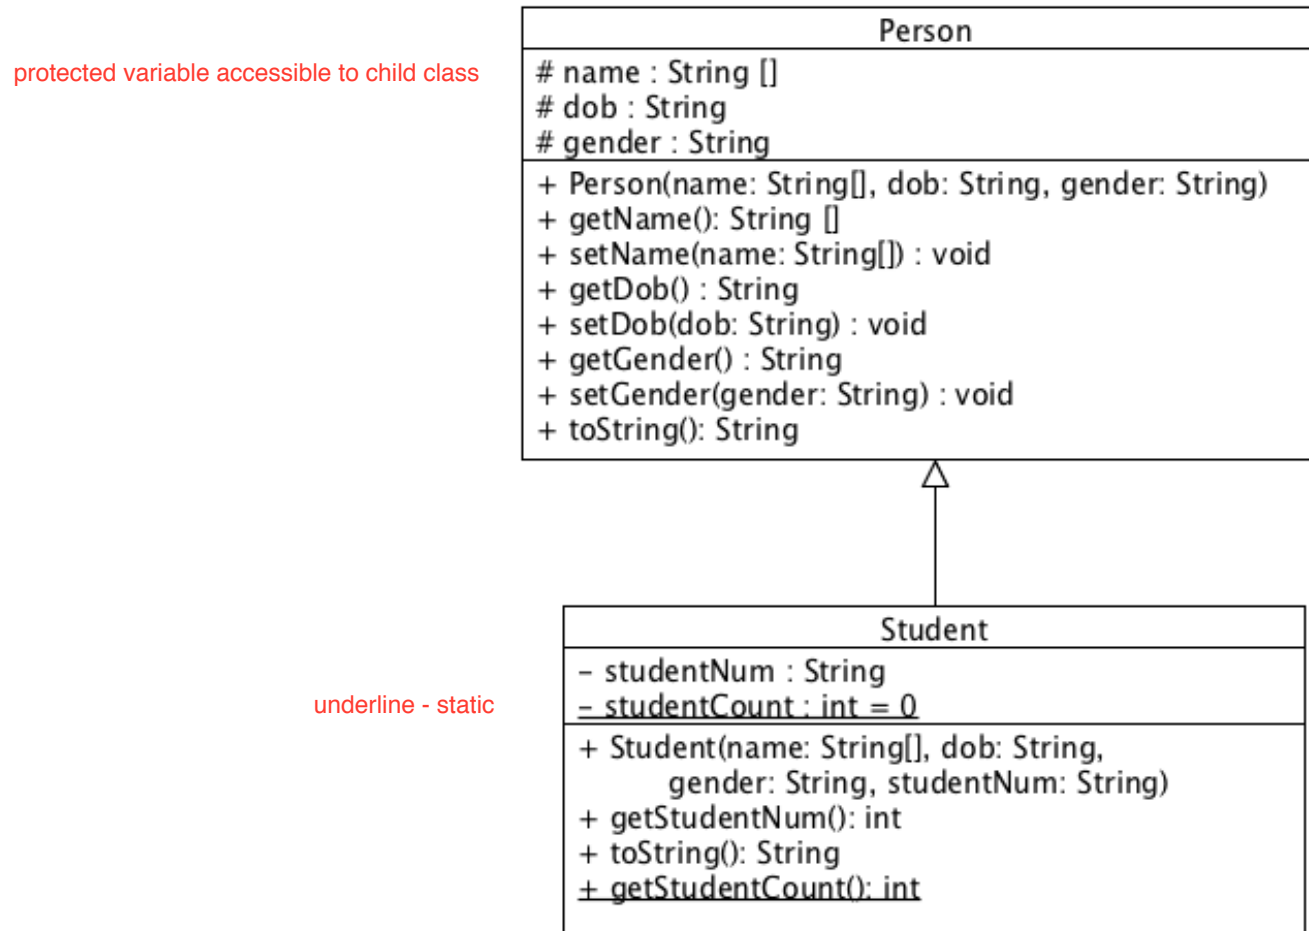 Person
protected variable accessible to child class
# name : String []
# dob : String
# gender : String
+ Person(name: String[], dob: String, gender: String)
+ getName(): String []
+ setName(name: String[]) : void
+ getDob() : String
+ setDob(dob: String) : void
+ getGender() : String
+ setGender(gender: String) : void
+ toString(): String
Student
– studentNum : String
underline - static
– studentCount : int = 0
+ Student(name: String[], dob: String,
gender: String, studentNum: String)
+ getStudentNum(): int
+ toString(): String
+ getStudentCount(): int